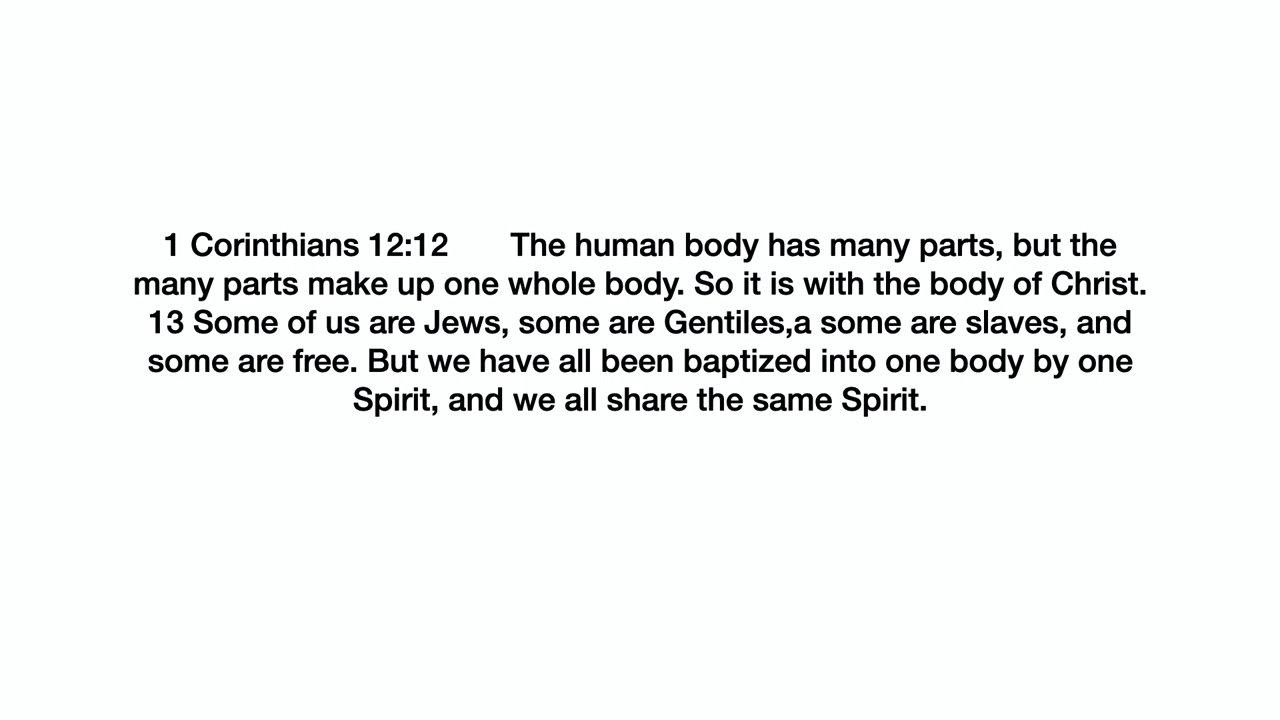 1 Corinthians 12:12 The human body has many parts, but the
many parts make up one whole body. So it is with the body of Christ.
13 Some of us are Jews, some are Gentiles,a some are slaves, and
some are free. But we have all been baptized into one body by one
Spirit, and we all share the same Spirit.